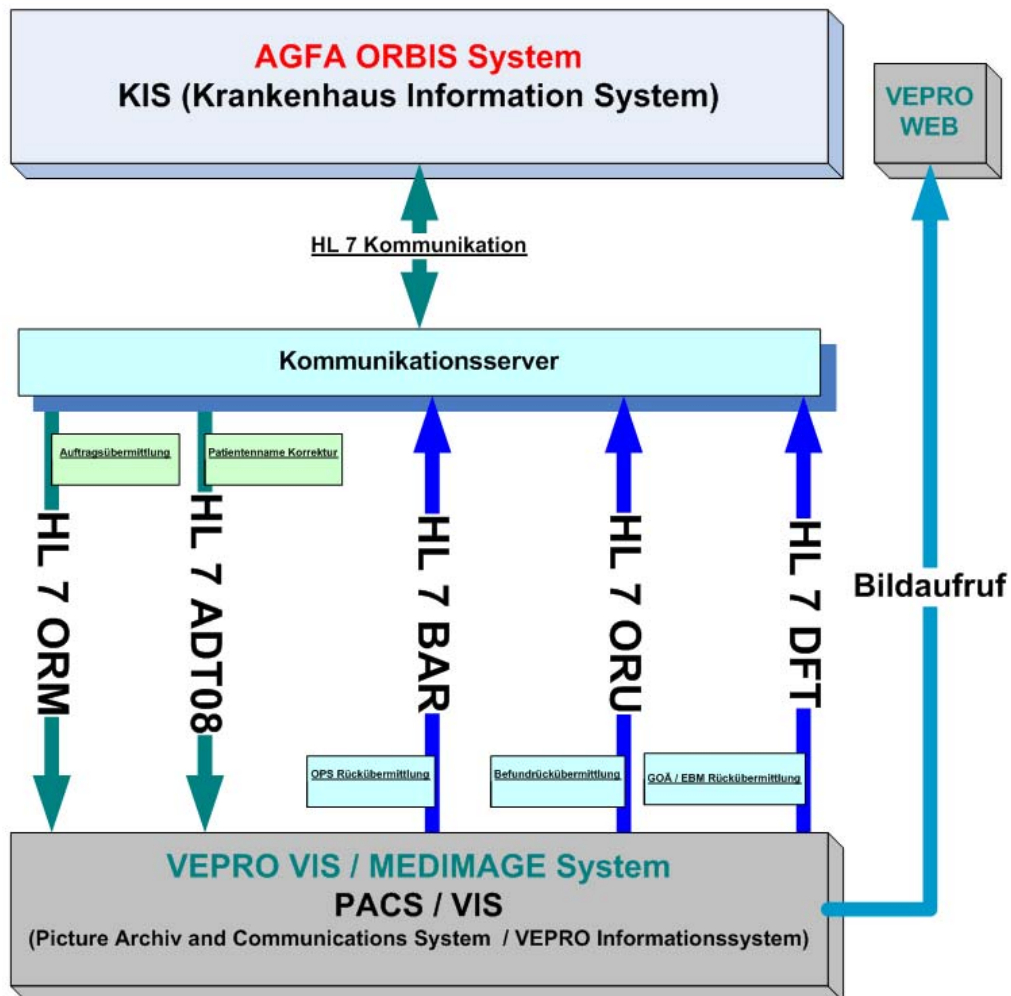 AGFA ORBIS System
KIS (Krankenhaus Information System)
VEPRO
WEB
HL 7 Kommunikation
Kommunikationsserver
Auftragsübermittlung
Patientenname Korrektur
HL 7 ORM
HL 7 ADT08
HL 7 BAR
HL 7 ORU
HL 7 DFT
Bildaufruf
OPS Rückübermittlung
Befundrückübermittlung
GOÄ / EBM Rückübermittlung
VEPRO VIS / MEDIMAGE System
PACS / VIS
(Picture Archiv and Communications System / VEPRO Informationssystem)